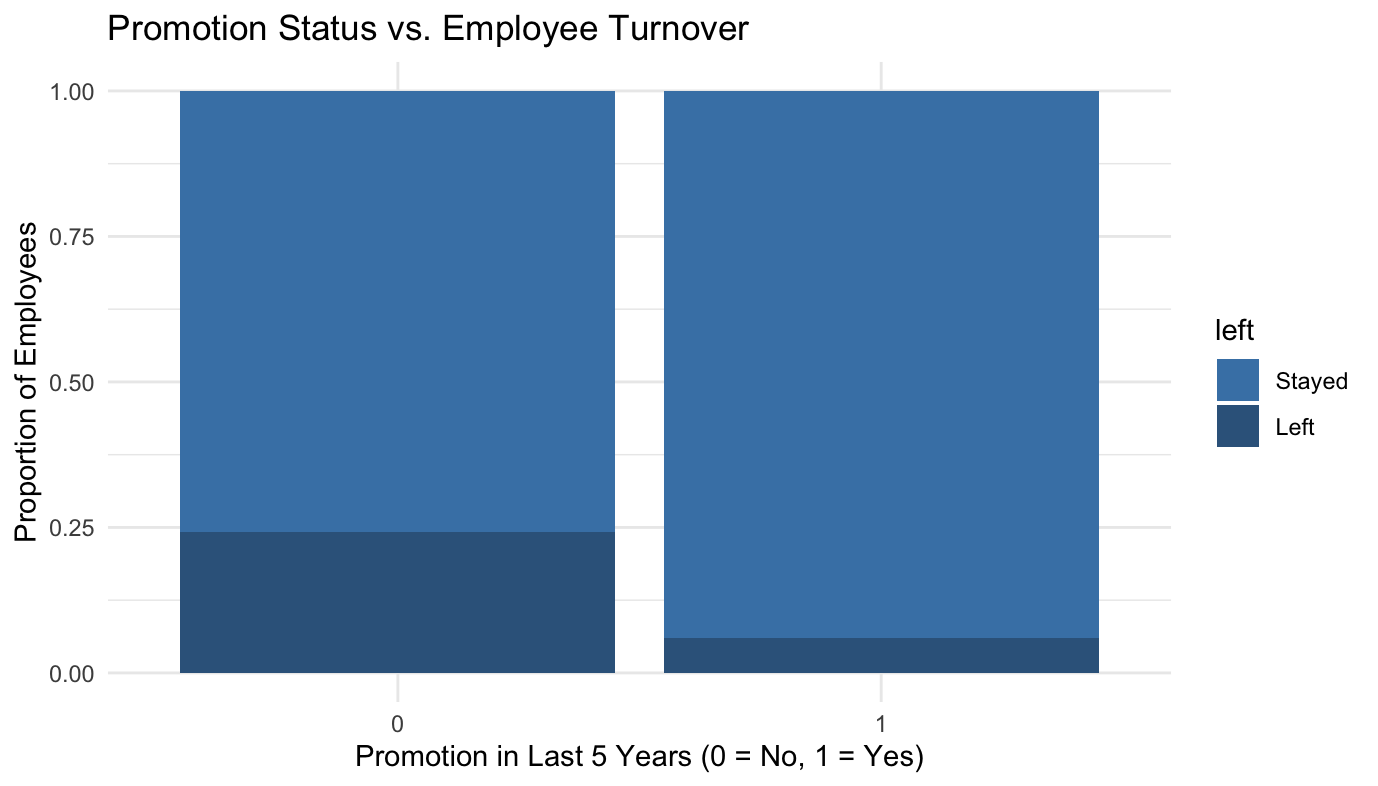 Promotion Status vs. Employee Turnover
Proportion of Employees
1.00
0.75
0.50
0.25
0.00
0
1
Promotion in Last 5 Years (0 = No, 1 = Yes)
left
Stayed
Left